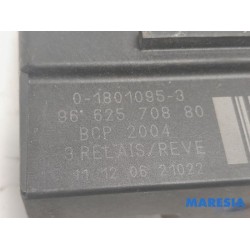 0-1801095-3
96 625 708 80
BCP 2004
3 RELAIS/REVE
11 12 06 21022
MARESIA